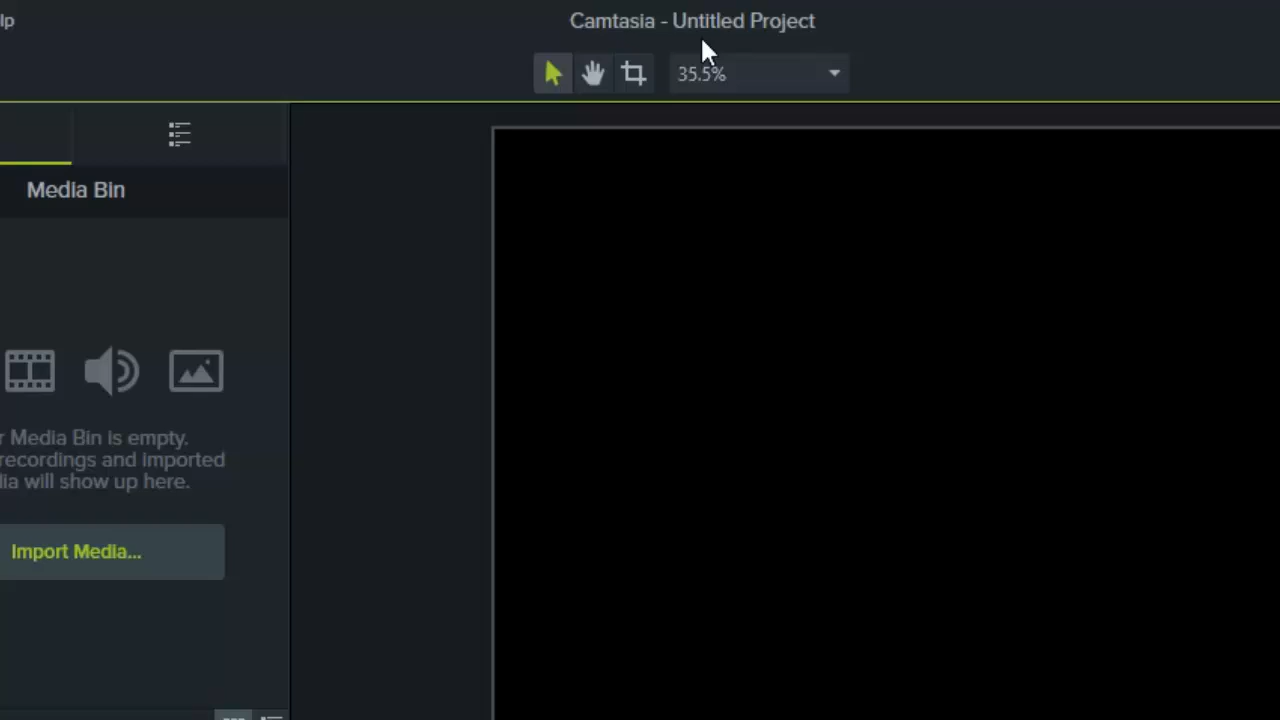 lp
Camtasia - Untitled Project
35.5%
Media Bin
r Media Bin is empty.
recordings and imported
dia will show up here.
Import Media...